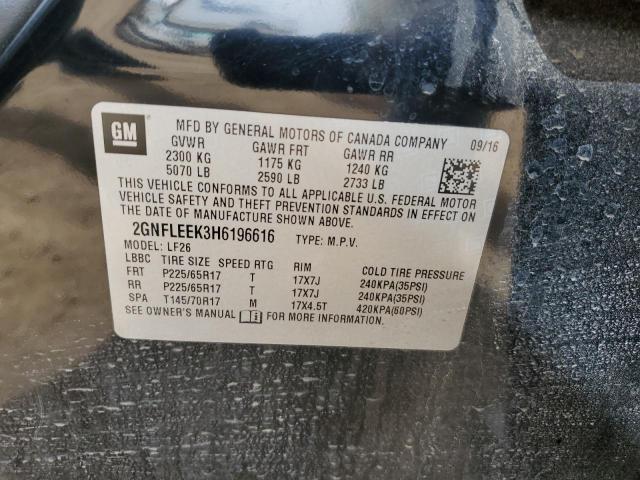 GM
MFD BY GENERAL MOTORS OF CANADA COMPANY 09/16
GVWR GAWR FRT GAWR RR
2300 KG 1175 KG 1240 KG
5070 LB 2590 LB 2733 LB
THIS VEHICLE CONFORMS TO ALL APPLICABLE U.S. FEDERAL MOTOR
VEHICLE SAFETY AND THEFT PREVENTION STANDARDS IN EFFECT ON
THE DATE OF MANUFACTURE SHOWN ABOVE.
2GNFLEEK3H6196616 TYPE: M.P.V.
MODEL: LF26
LBBC TIRE SIZE SPEED RTG RIM COLD TIRE PRESSURE
FRT P225/65R17 T 17X7J 240KPA(35PSI)
RR P225/65R17 T 17X7J 240KPA(35PSI)
SPA T145/70R17 M 17X4.5T 420KPA(60PSI)
SEE OWNER'S MANUAL FOR MORE INFORMATION.